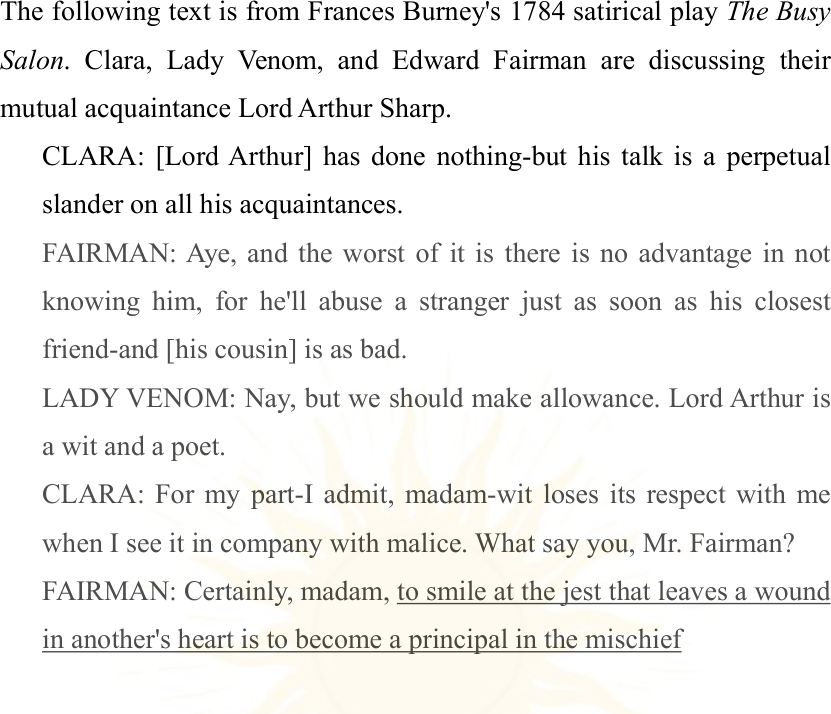 The following text is from Frances Burney's 1784 satirical play The Busy
Salon. Clara, Lady Venom, and Edward Fairman are discussing their
mutual acquaintance Lord Arthur Sharp.
CLARA: [Lord Arthur] has done nothing-but his talk is a perpetual
slander on all his acquaintances.
FAIRMAN: Aye, and the worst of it is there is no advantage in not
knowing him, for he'll abuse a stranger just as soon as his closest
friend-and [his cousin] is as bad.
LADY VENOM: Nay, but we should make allowance. Lord Arthur is
a wit and a poet.
CLARA: For my part-I admit, madam-wit loses its respect with me
when I see it in company with malice. What say you, Mr. Fairman?
FAIRMAN: Certainly, madam, to smile at the jest that leaves a wound
in another's heart is to become a principal in the mischief